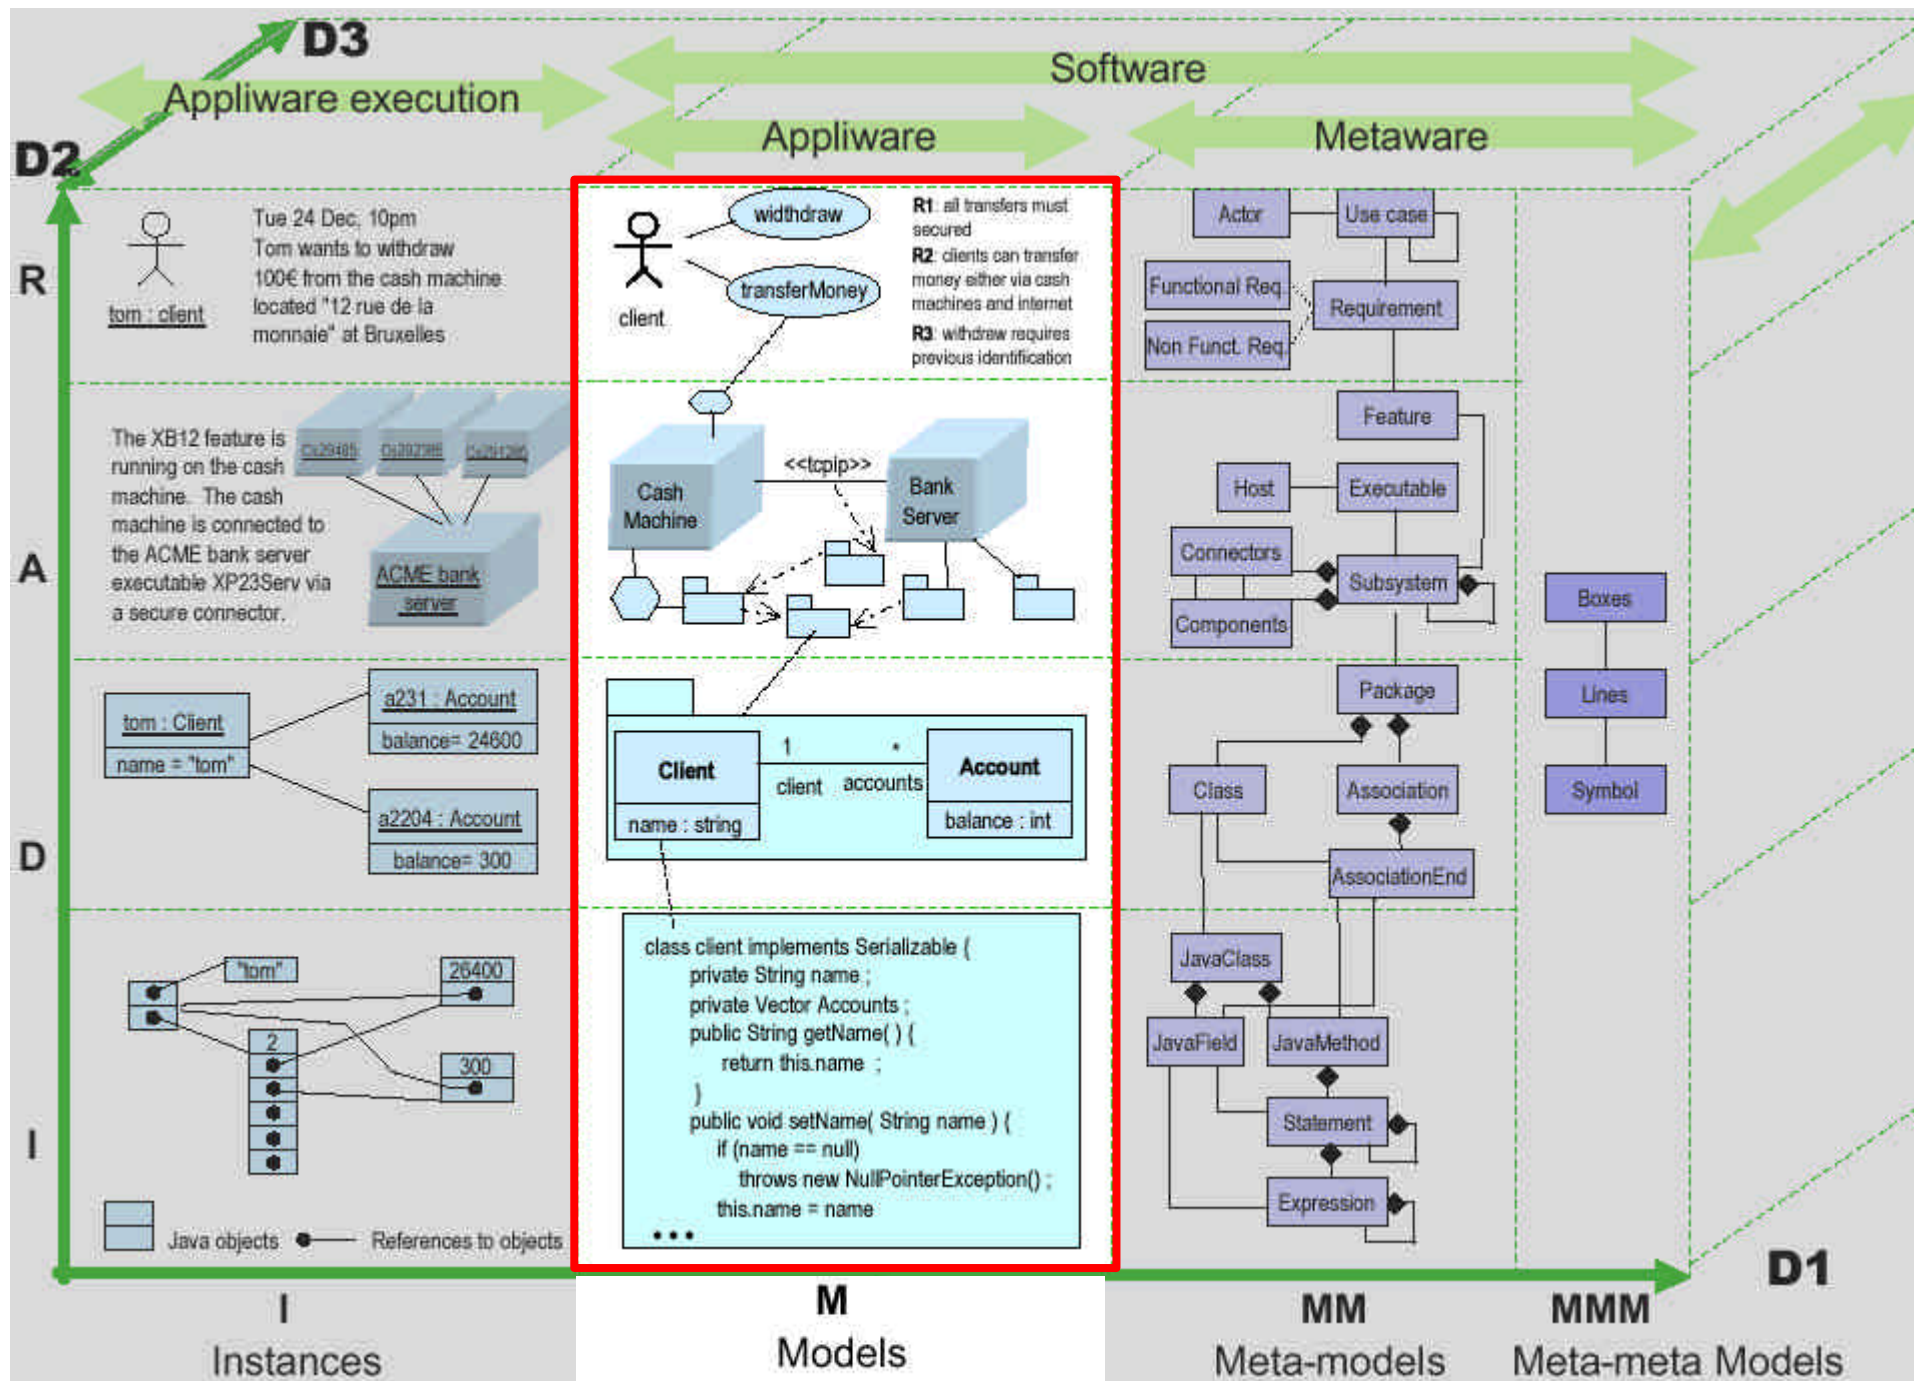 D3
Software
Appliware execution
Appliware
Metaware
D2
R
tom : client
Tue 24 Dec, 10pm
Tom wants to withdraw
100€ from the cash machine
located "12 rue de la
monnaie" at Bruxelles
client
widthdraw
transferMoney
R1: all transfers must
secured
R2: clients can transfer
money either via cash
machines and internet
R3: withdraw requires
previous identification
Actor
Use case
Functional Req.
Requirement
Non Funct. Req.
A
The XB12 feature is
running on the cash
machine. The cash
machine is connected to
the ACME bank server
executable XP23Serv via
a secure connector.
ACME bank
server
Cash
Machine
<<tcpip>>
Bank
Server
Feature
Host
Executable
Connectors
Subsystem
Components
Boxes
Lines
Symbol
D
tom : Client
name = "tom"
a231 : Account
balance= 24600
a2204 : Account
balance= 300
Client
name : string
1
client
*
accounts
Account
balance : int
Package
Class
Association
AssociationEnd
I
"tom"
26400
2
300
Java objects
References to objects
class client implements Serializable {
private String name ;
private Vector Accounts ;
public String getName( ) {
return this.name ;
}
public void setName( String name ) {
if (name == null)
throws new NullPointerException() ;
this.name = name
•••
JavaClass
JavaField
JavaMethod
Statement
Expression
D1
I
M
MM
MMM
Instances
Models
Meta-models
Meta-meta Models